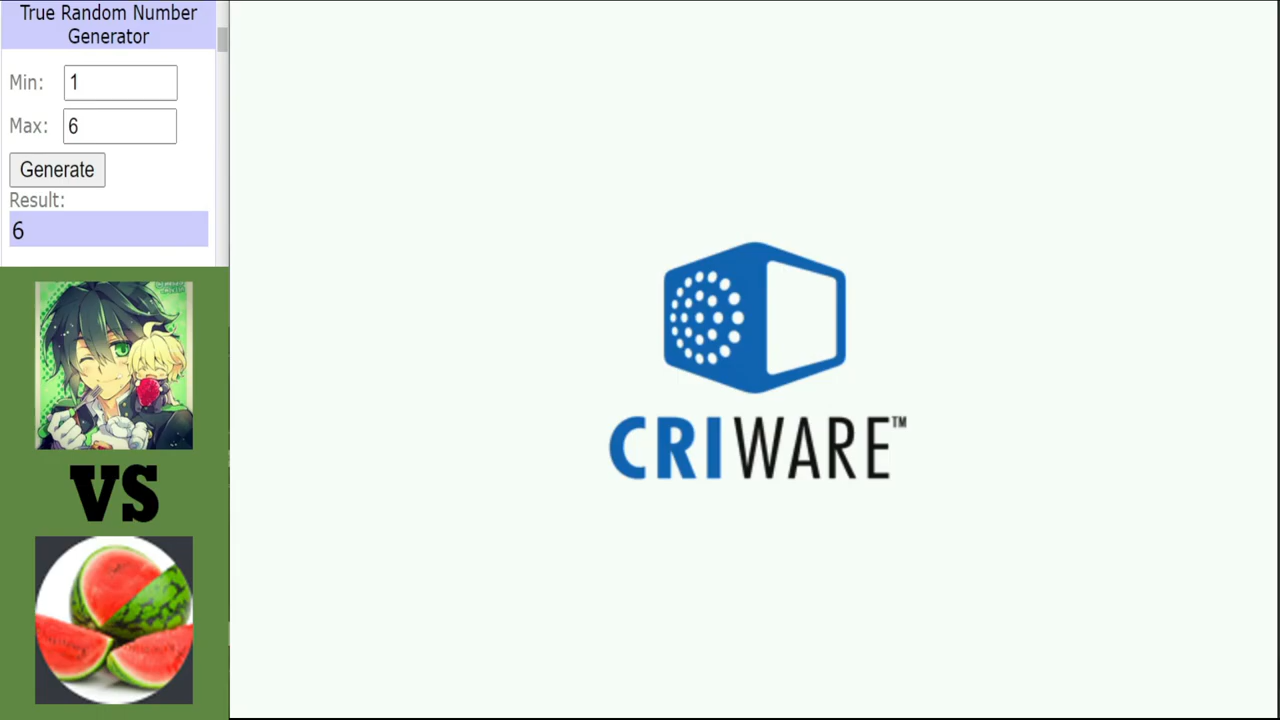 True Random Number
Generator
Min: 1
Max: 6
Generate
Result:
6
VS
CRIWARE™